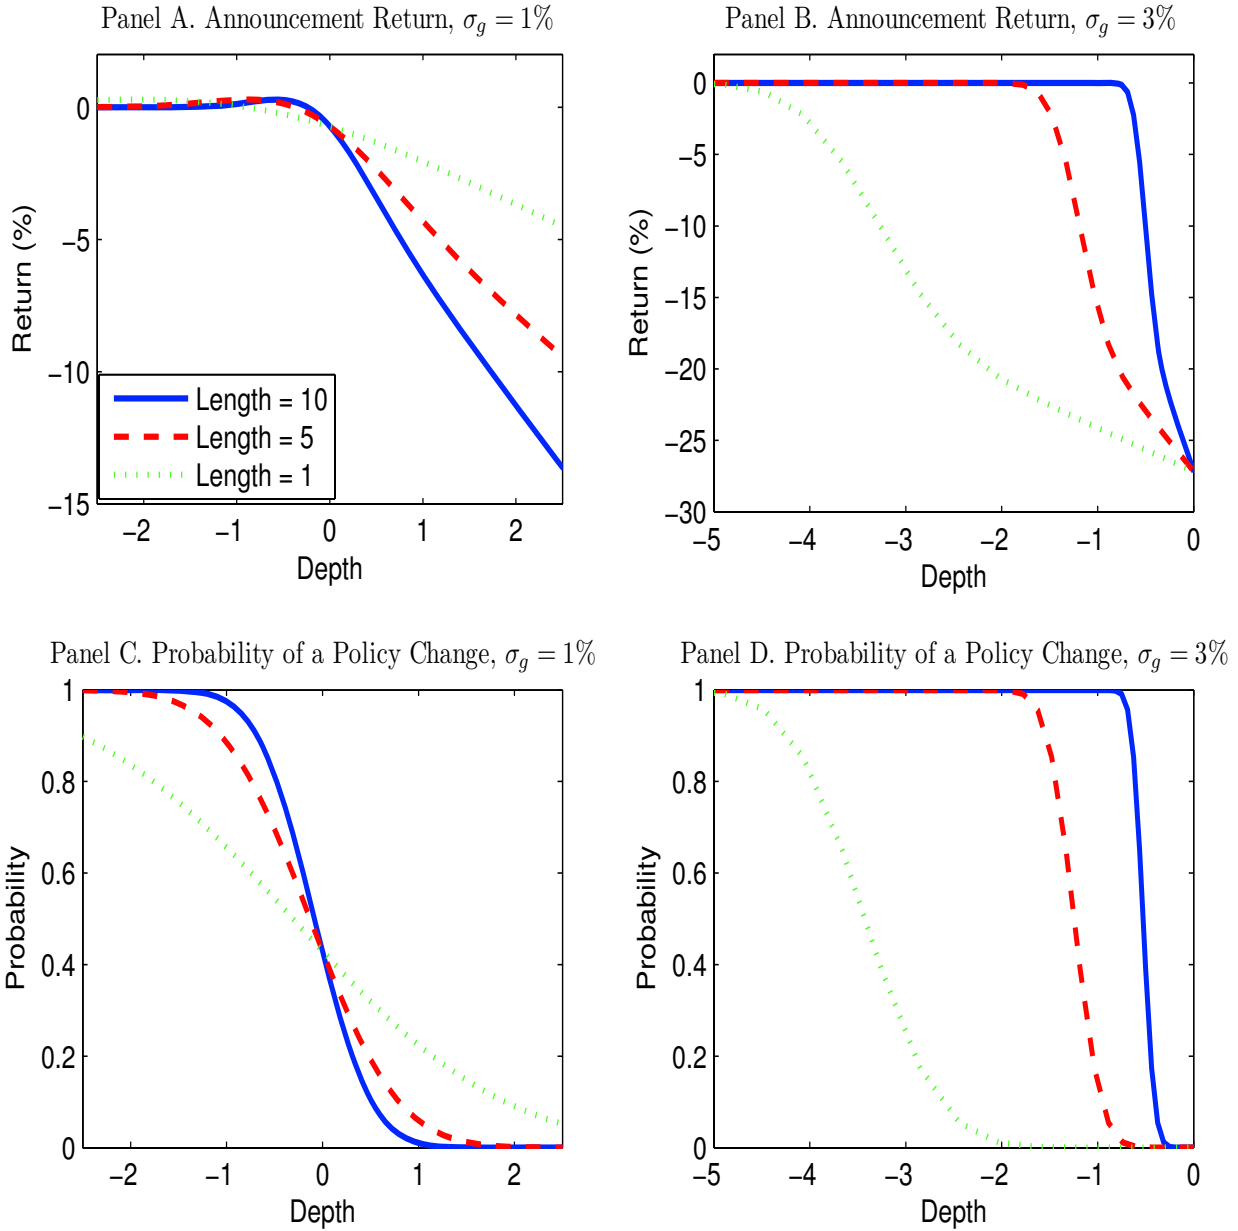 Panel A. Announcement Return, σg = 1%
0
−5
−10
−15
Return (%)
−2 −1 0 1 2
Depth
Length = 10
Length = 5
Length = 1
Panel B. Announcement Return, σg = 3%
0
−5
−10
−15
−20
−25
−30
Return (%)
−5 −4 −3 −2 −1 0
Depth
Panel C. Probability of a Policy Change, σg = 1%
1
0.8
0.6
0.4
0.2
0
Probability
−2 −1 0 1 2
Depth
Panel D. Probability of a Policy Change, σg = 3%
1
0.8
0.6
0.4
0.2
0
Probability
−5 −4 −3 −2 −1 0
Depth